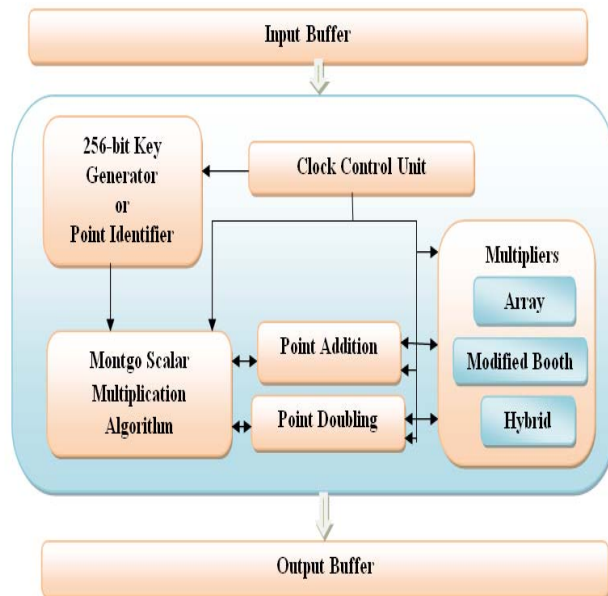 Input Buffer
256-bit Key
Generator
or
Point Identifier
Clock Control Unit
Multipliers
Array
Modified Booth
Hybrid
Montgo Scalar
Multiplication
Algorithm
Point Addition
Point Doubling
Output Buffer